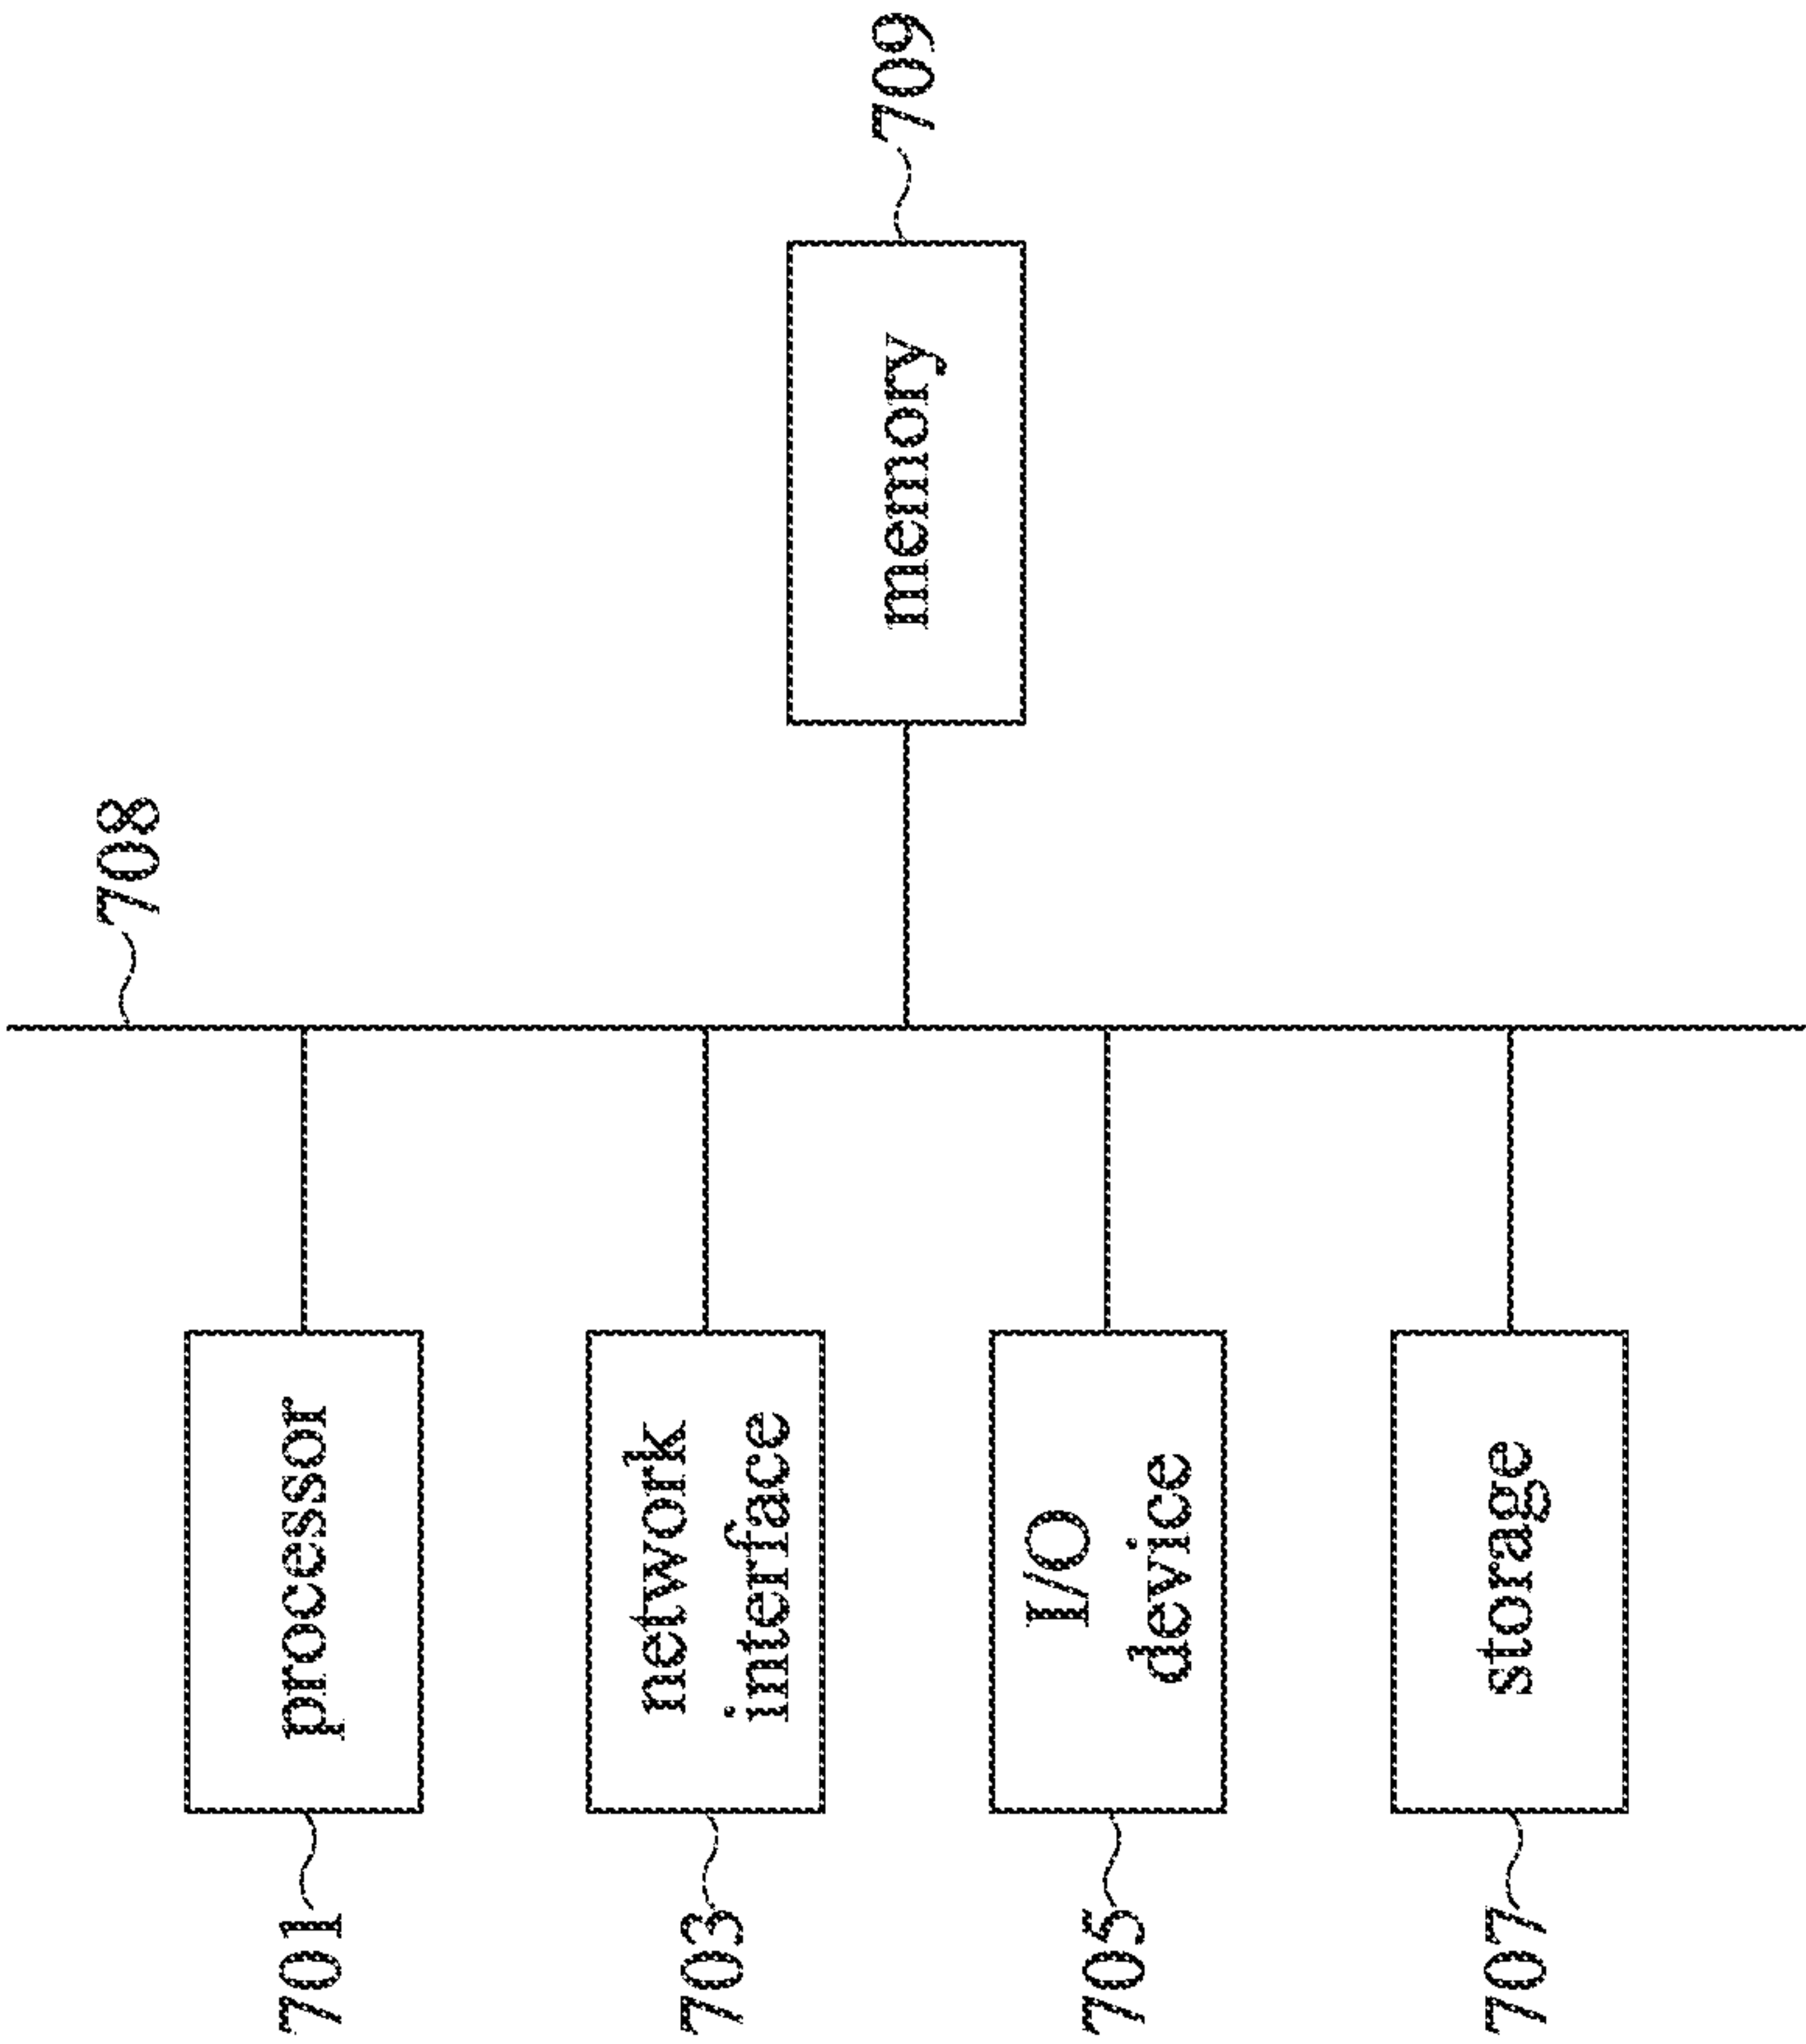 701
processor
703
network
interface
705
I/O
device
707
storage
708
709
memory